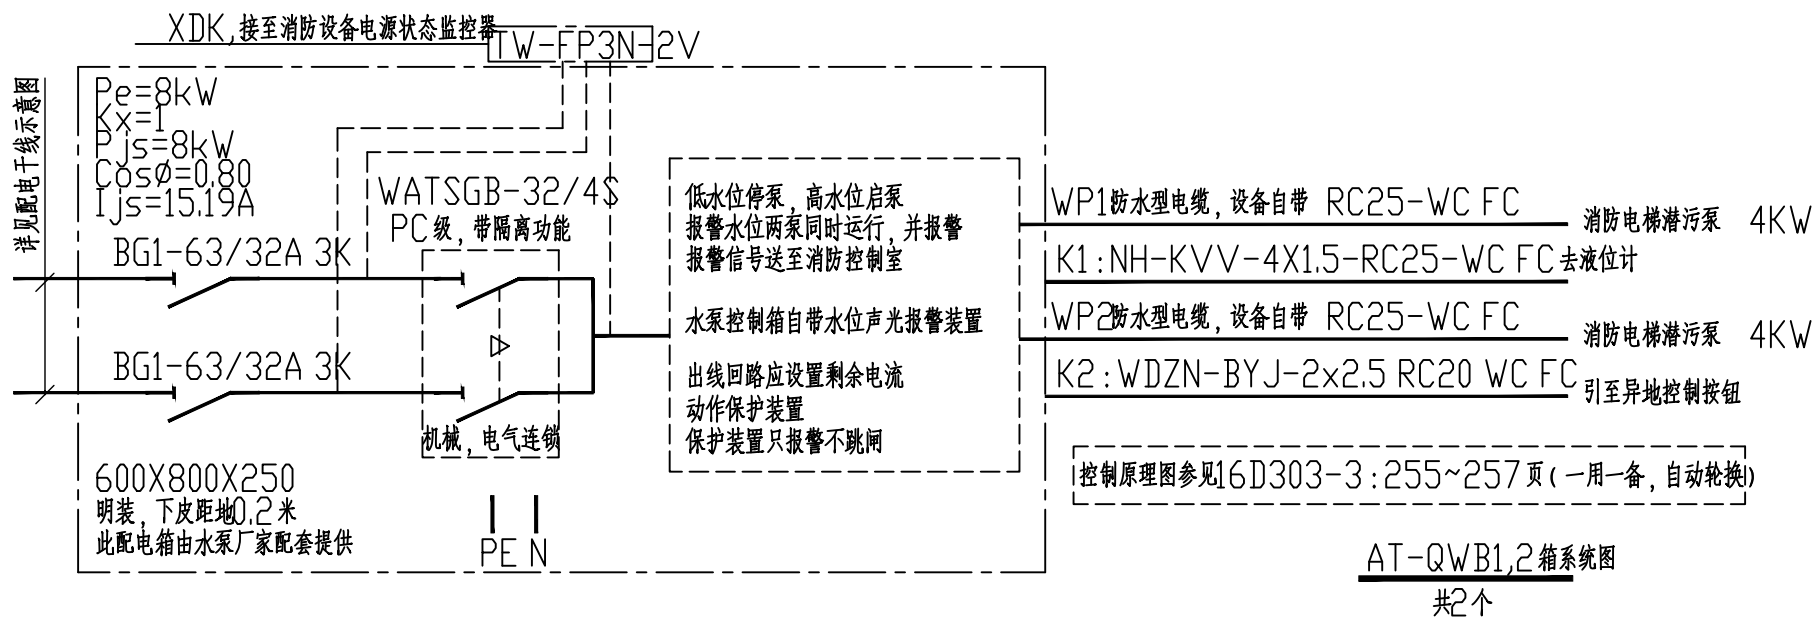 XDK,接至消防设备电源状态监控器
TW-FP3N-2V
详见配电干线示意图
Pe=8kW
Kx=1
Pjs=8kW
Cosø=0.80
Ijs=15.19A
WATSGB-32/4S
PC级,带隔离功能
BG1-63/32A 3K
BG1-63/32A 3K
机械,电气连锁
低水位停泵,高水位启泵
报警水位两泵同时运行,并报警
报警信号送至消防控制室
水泵控制箱自带水位声光报警装置
出线回路应设置剩余电流
动作保护装置
保护装置只报警不跳闸
WP1防水型电缆,设备自带 RC25-WC FC
消防电梯潜污泵 4KW
K1:NH-KVV-4X1.5-RC25-WC FC去液位计
WP2防水型电缆,设备自带 RC25-WC FC
消防电梯潜污泵 4KW
K2:WDZN-BYJ-2x2.5 RC20 WC FC
引至异地控制按钮
600X800X250
明装,下皮距地0.2米
此配电箱由水泵厂家配套提供
PE N
控制原理图参见16D303-3:255~257页(一用一备,自动轮换)
AT-QWB1,2箱系统图
共2个